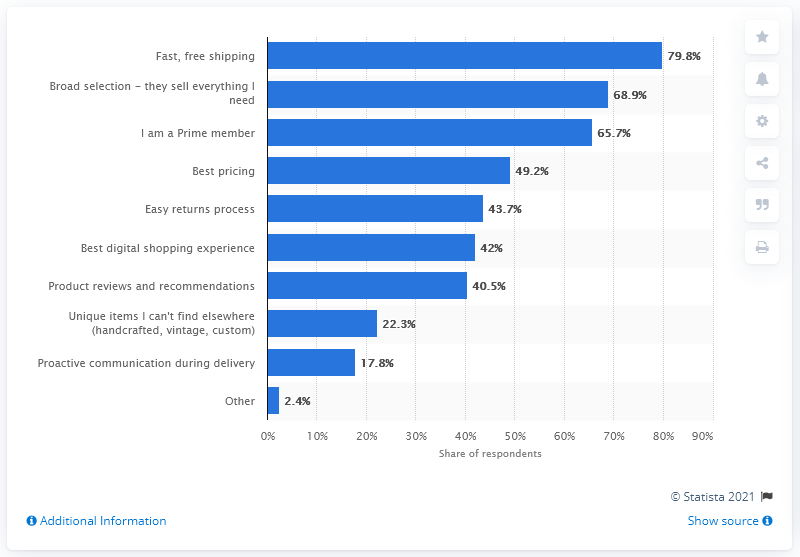 Fast, free shipping 79.8%
Broad selection – they sell everything I
need 68.9%
I am a Prime member 65.7%
Best pricing 49.2%
Easy returns process 43.7%
Best digital shopping experience 42%
Product reviews and recommendations 40.5%
Unique items I can't find elsewhere
(handcrafted, vintage, custom) 22.3%
Proactive communication during delivery 17.8%
Other 2.4%
0% 10% 20% 30% 40% 50% 60% 70% 80% 90%
Share of respondents
© Statista 2021
Additional Information
Show source